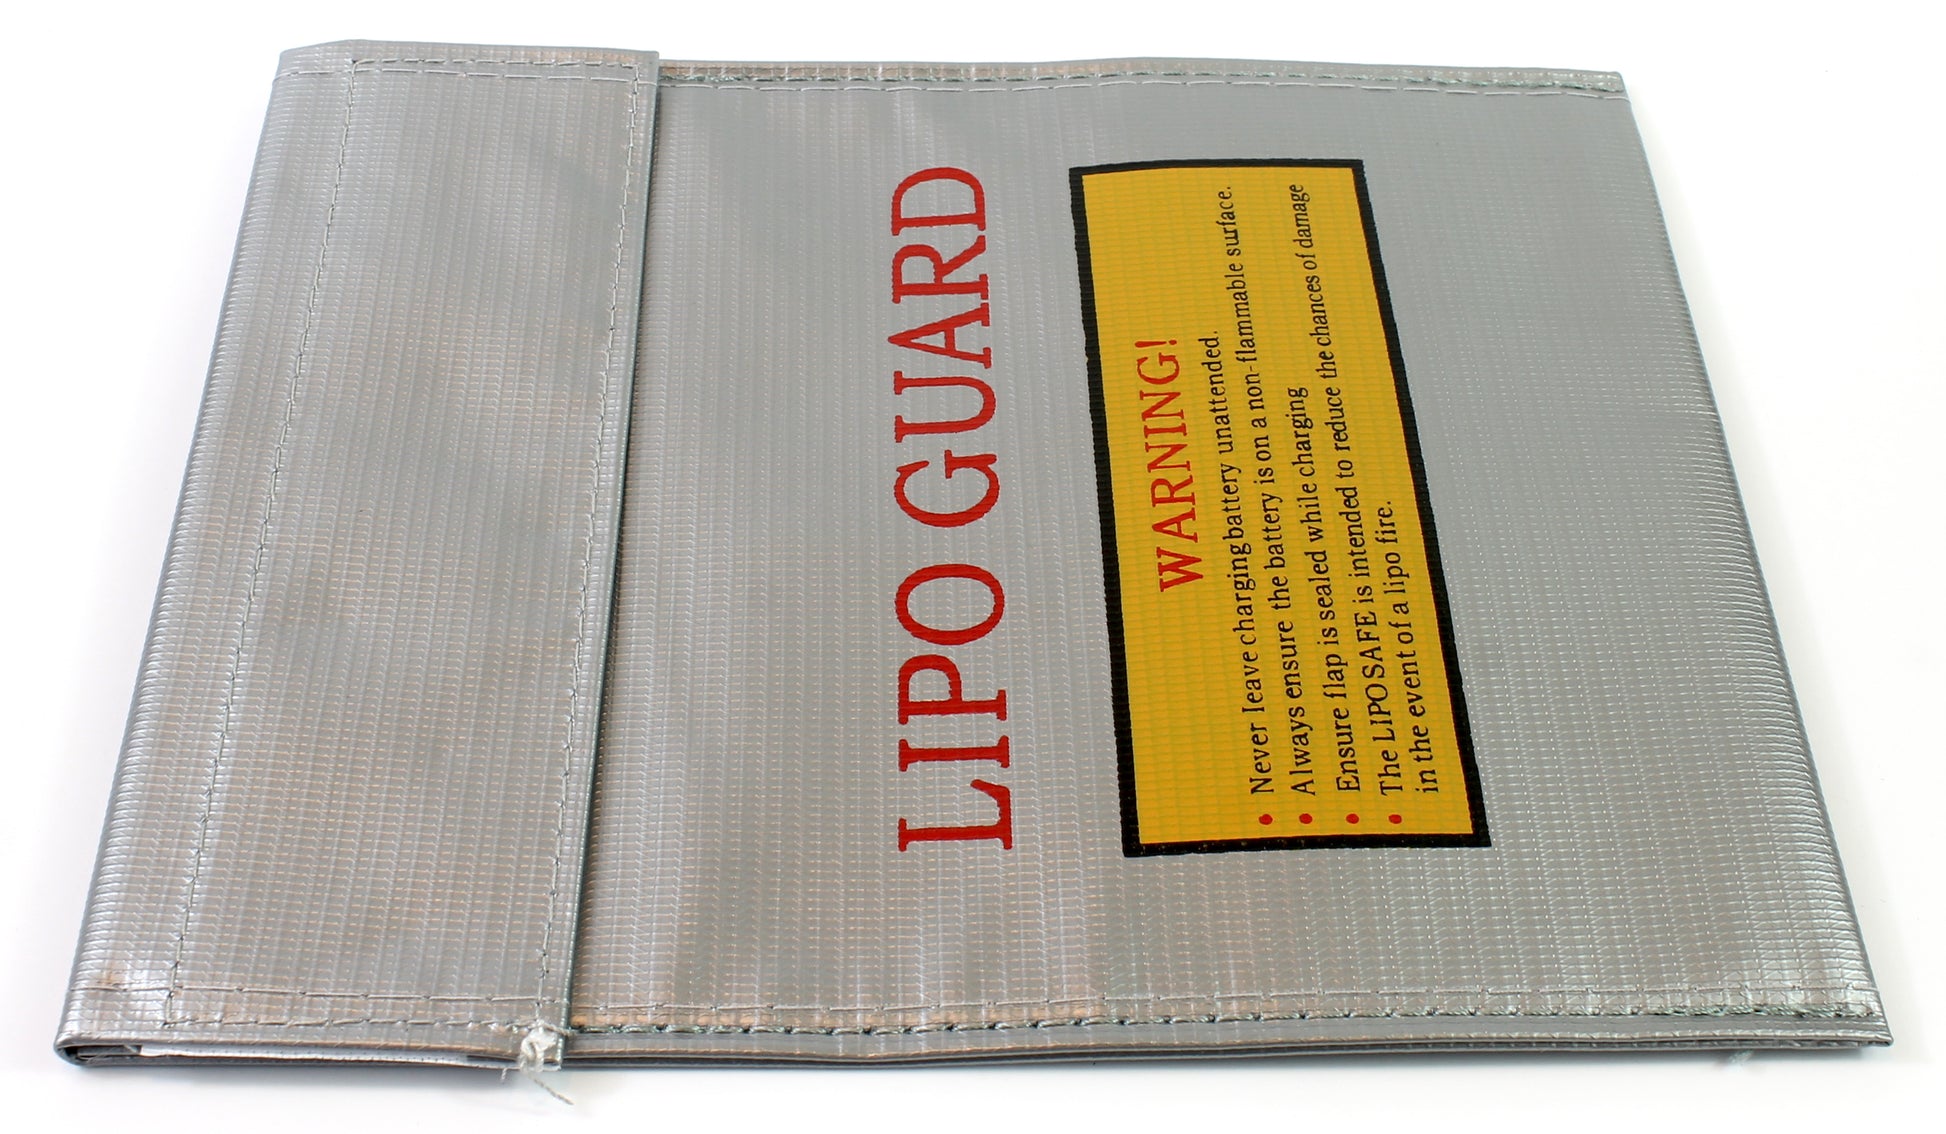 LIPO GUARD
WARNING!
• Never leave charging battery unattended.
• Always ensure the battery is on a non-flammable surface.
• Ensure flap is sealed while charging
• The LIPO SAFE is intended to reduce the chances of damage
in the event of a lipo fire.